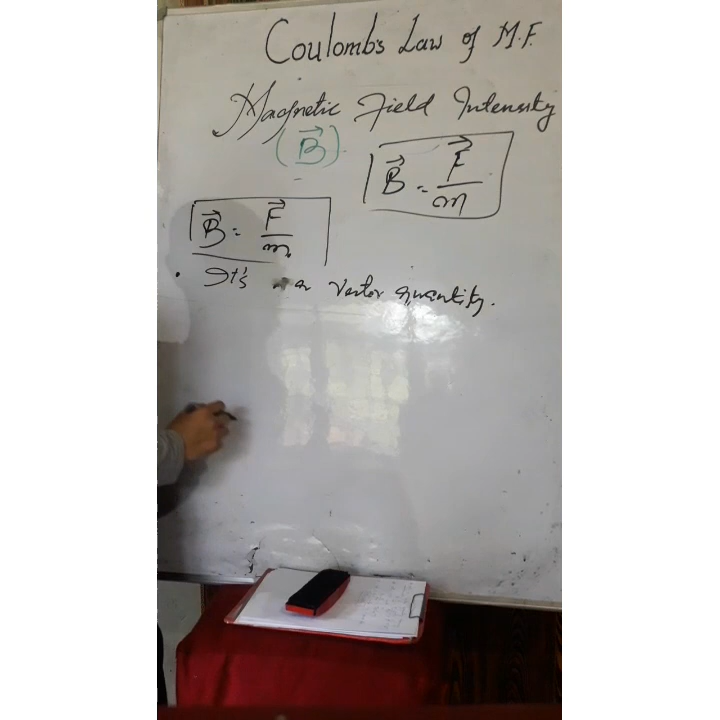 Coulombs Law of M.F.
Magnetic Field Intensity
(B⃗)
B⃗ = F⃗/m
B⃗ = F⃗/m
• It's a vector quantity.